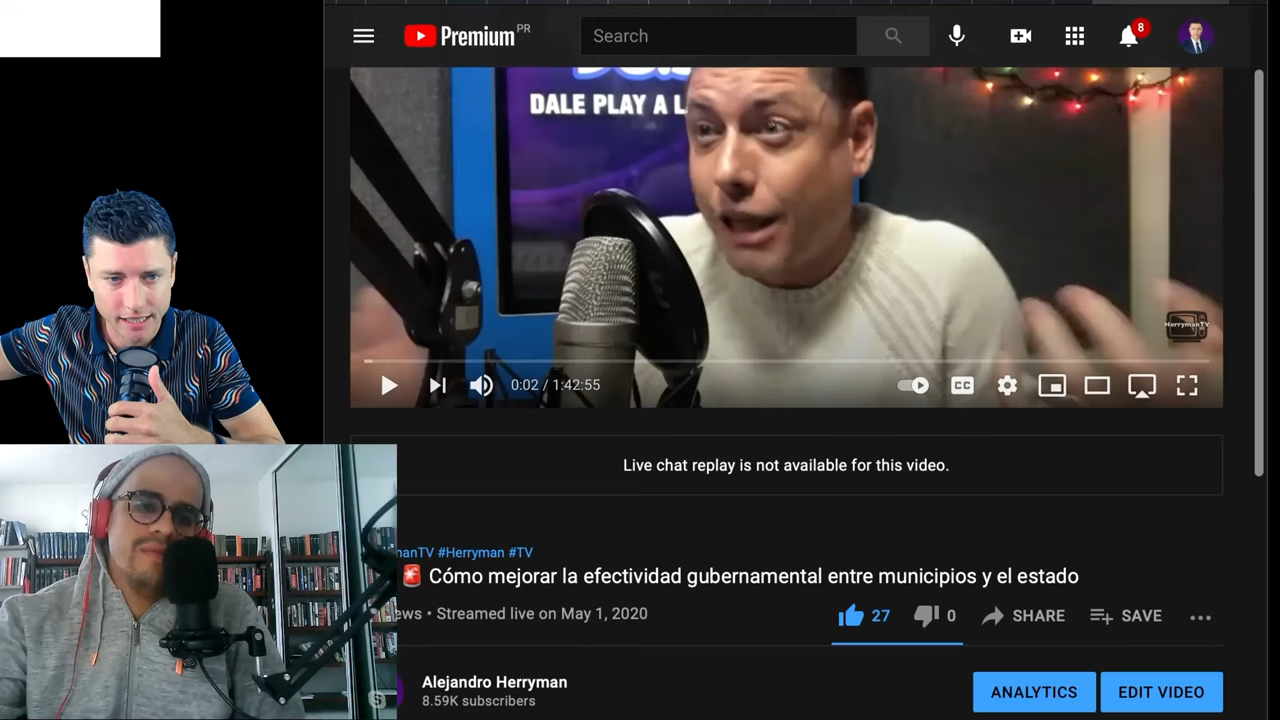 Premium PR
Search
8
DALE PLAY A L
HerrymanTV
0:02 / 1:42:55
CC
Live chat replay is not available for this video.
manTV #Herryman #TV
Cómo mejorar la efectividad gubernamental entre municipios y el estado
ews • Streamed live on May 1, 2020
27
0
SHARE
SAVE
Alejandro Herryman
8.59K subscribers
ANALYTICS
EDIT VIDEO